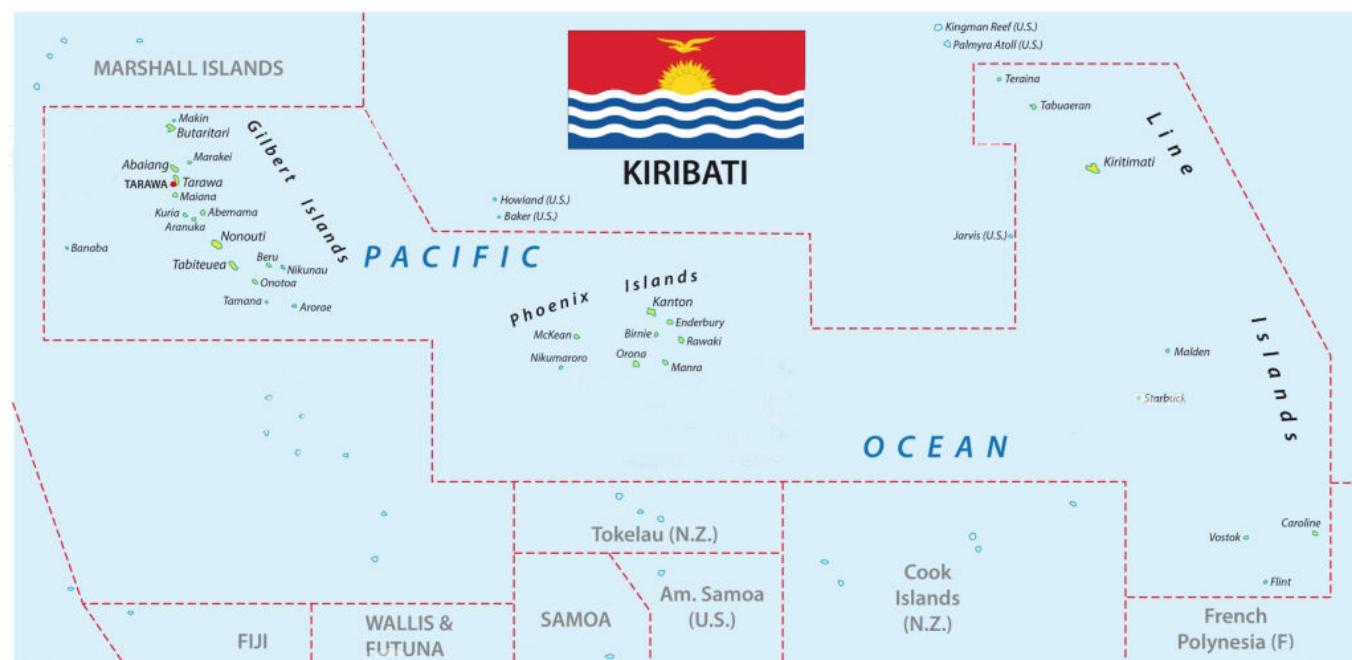 Kingman Reef (U.S.)
Palmyra Atoll (U.S.)
MARSHALL ISLANDS
Teraina
Tabuaeran
Line
Makin
Butaritari
Gilbert Islands
Marakei
Abaiang
KIRIBATI
Kiritimati
TARAWA
Tarawa
Maiana
Howland (U.S.)
Kuria
Abemama
Baker (U.S.)
Aranuka
Nonouti
Jarvis (U.S.)
Banaba
PACIFIC
Beru
Tabiteuea
Nikunau
Onotoa
Phoenix Islands
Tamana
Arorae
Kanton
Enderbury
McKean
Birnie
Rawaki
Islands
Malden
Nikumaroro
Orona
Manra
Starbuck
OCEAN
Caroline
Tokelau (N.Z.)
Vostok
Flint
Cook
Islands
(N.Z.)
Am. Samoa
(U.S.)
French
Polynesia (F)
SAMOA
WALLIS &
FUTUNA
FIJI